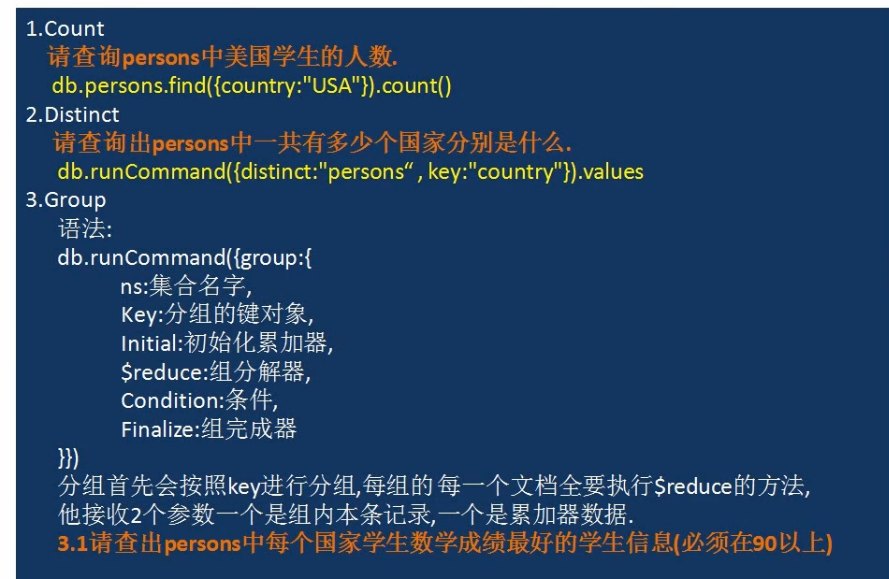 1.Count
请查询persons中美国学生的人数.
db.persons.find({country:"USA"}).count()
2.Distinct
请查询出persons中一共有多少个国家分别是什么.
db.runCommand({distinct:"persons“ , key:"country"}).values
3.Group
语法:
db.runCommand({group:{
ns:集合名字,
Key:分组的键对象,
Initial:初始化累加器,
$reduce:组分解器,
Condition:条件,
Finalize:组完成器
}})
分组首先会按照key进行分组,每组的 每一个文档全要执行$reduce的方法,
他接收2个参数一个是组内本条记录,一个是累加器数据.
3.1请查出persons中每个国家学生数学成绩最好的学生信息(必须在90以上)